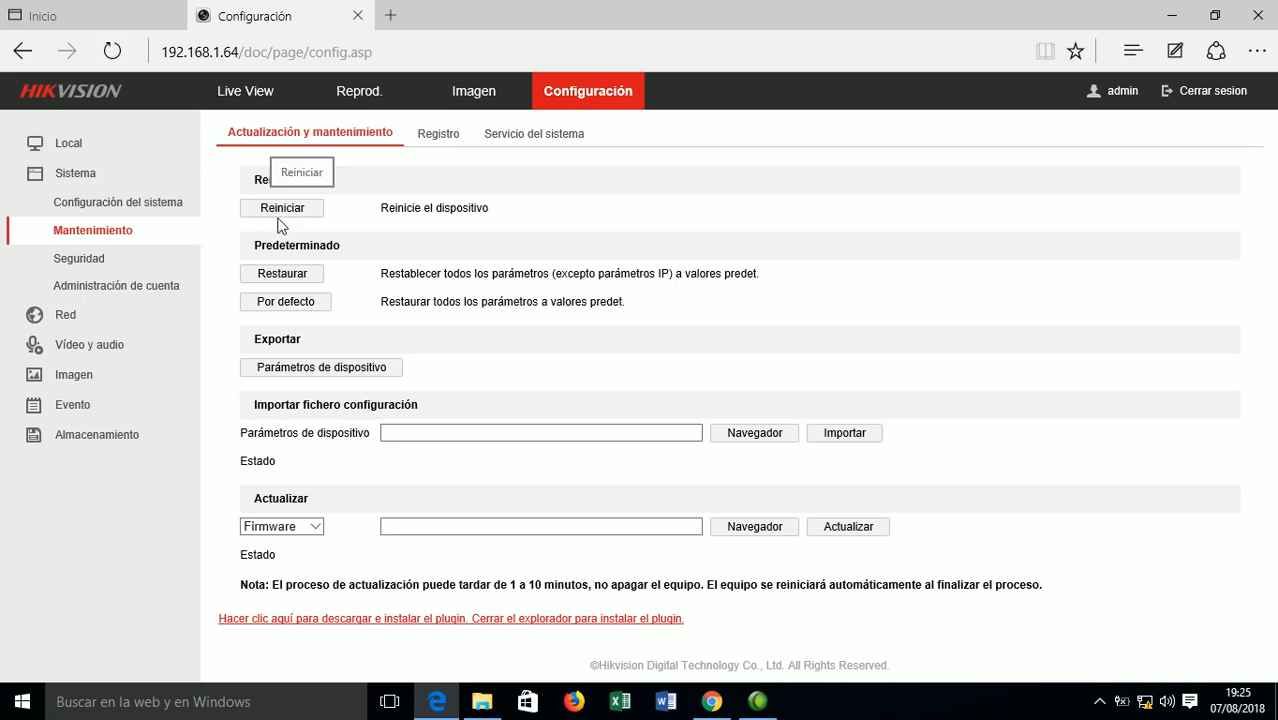 Inicio
Configuración
192.168.1.64/doc/page/config.asp
HIKVISION
Live View
Reprod.
Imagen
Configuración
admin
Cerrar sesion
Local
Sistema
Configuración del sistema
Mantenimiento
Seguridad
Administración de cuenta
Red
Vídeo y audio
Imagen
Evento
Almacenamiento
Actualización y mantenimiento
Registro
Servicio del sistema
Reiniciar
Reiniciar
Reinicie el dispositivo
Predeterminado
Restaurar
Restablecer todos los parámetros (excepto parámetros IP) a valores predet.
Por defecto
Restaurar todos los parámetros a valores predet.
Exportar
Parámetros de dispositivo
Importar fichero configuración
Parámetros de dispositivo
Navegador
Importar
Estado
Actualizar
Firmware
Navegador
Actualizar
Estado
Nota: El proceso de actualización puede tardar de 1 a 10 minutos, no apagar el equipo. El equipo se reiniciará automáticamente al finalizar el proceso.
Hacer clic aquí para descargar e instalar el plugin. Cerrar el explorador para instalar el plugin.
©Hikvision Digital Technology Co., Ltd. All Rights Reserved.
Buscar en la web y en Windows
19:25
07/08/2018